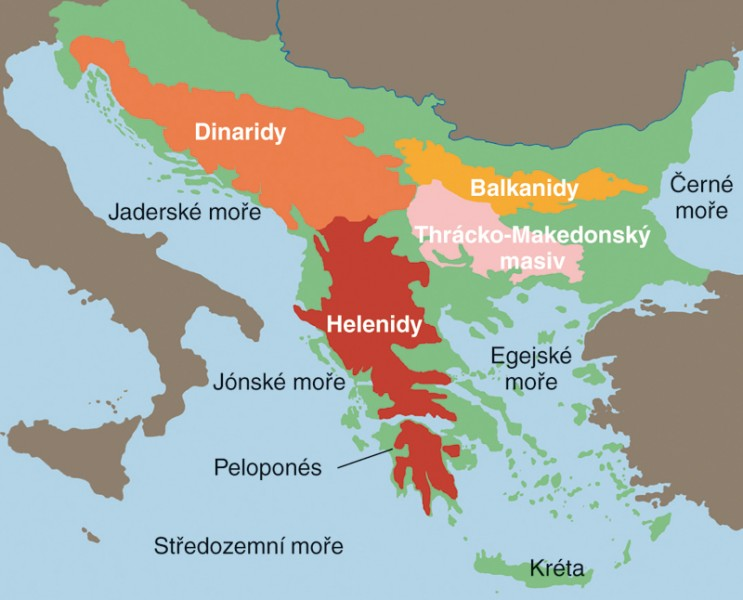 Dinaridy
Balkanidy
Černé
moře
Jaderské moře
Thrácko-Makedonský
masiv
Helenidy
Egejské
moře
Jónské moře
Peloponés
Středozemní moře
Kréta